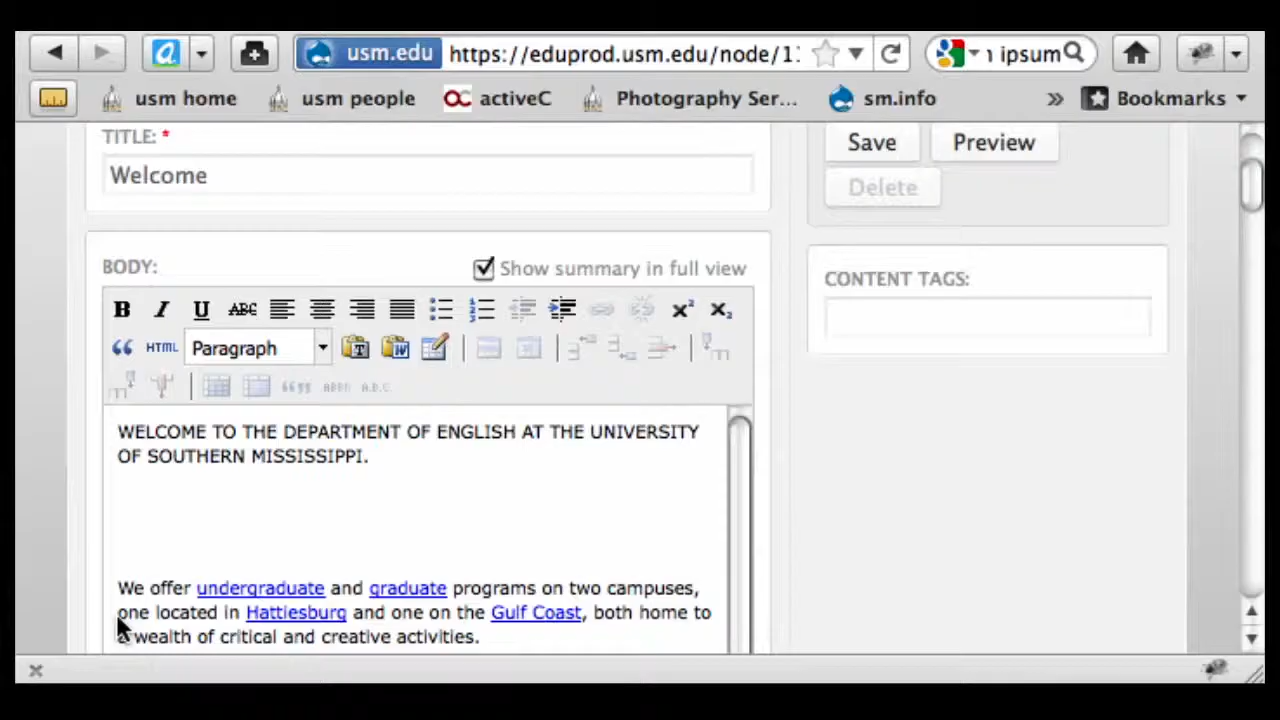 usm.edu https://eduprod.usm.edu/node/1 ipsum
usm home usm people activeC Photography Ser... sm.info » Bookmarks
TITLE: *
Welcome
Save Preview
Delete
BODY:
Show summary in full view
CONTENT TAGS:
B I U ABC x² x₂
HTML Paragraph
WELCOME TO THE DEPARTMENT OF ENGLISH AT THE UNIVERSITY
OF SOUTHERN MISSISSIPPI.
We offer undergraduate and graduate programs on two campuses,
one located in Hattiesburg and one on the Gulf Coast, both home to
a wealth of critical and creative activities.